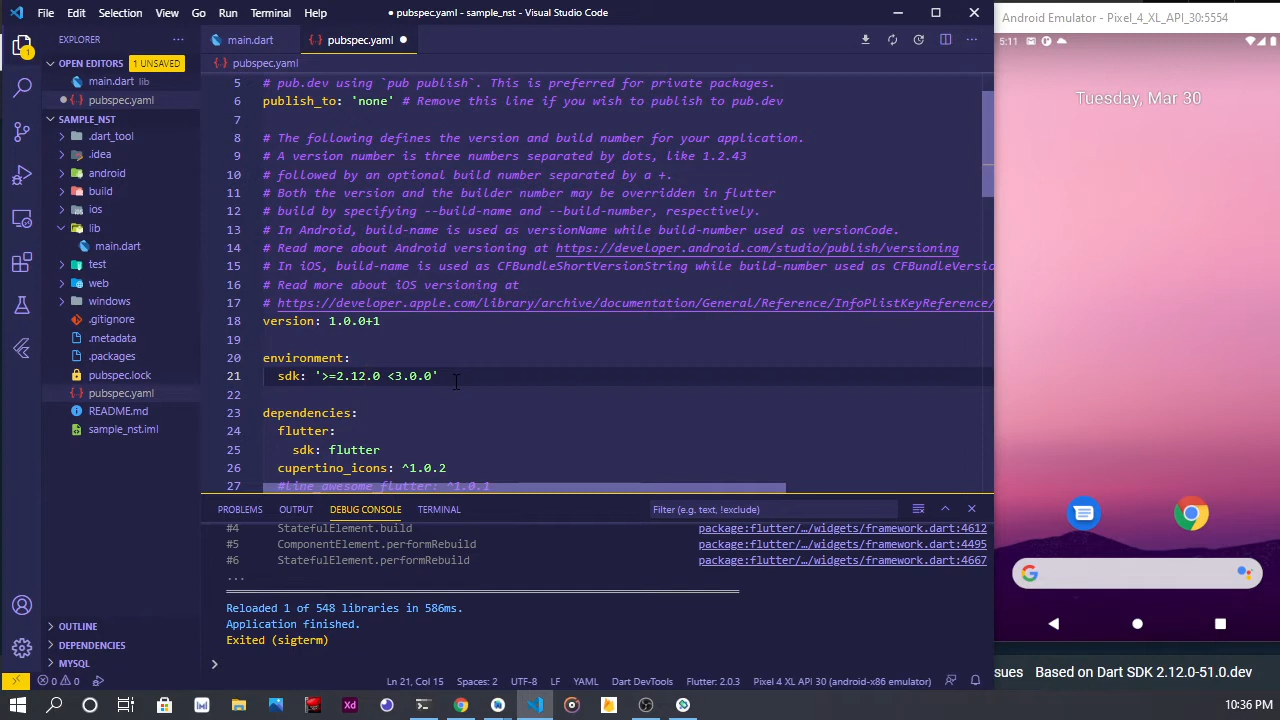 File Edit Selection View Go Run Terminal Help
● pubspec.yaml - sample_nst - Visual Studio Code
Android Emulator - Pixel_4_XL_API_30:5554
EXPLORER
main.dart
pubspec.yaml ●
5:11
OPEN EDITORS 1 UNSAVED
main.dart lib
● pubspec.yaml
SAMPLE_NST
.dart_tool
.idea
android
build
ios
lib
main.dart
test
web
windows
.gitignore
.metadata
.packages
pubspec.lock
pubspec.yaml
README.md
sample_nst.iml
OUTLINE
DEPENDENCIES
MYSQL
1
pubspec.yaml
5 # pub.dev using `pub publish`. This is preferred for private packages.
6 publish_to: 'none' # Remove this line if you wish to publish to pub.dev
7
8 # The following defines the version and build number for your application.
9 # A version number is three numbers separated by dots, like 1.2.43
10 # followed by an optional build number separated by a +.
11 # Both the version and the builder number may be overridden in flutter
12 # build by specifying --build-name and --build-number, respectively.
13 # In Android, build-name is used as versionName while build-number used as versionCode.
14 # Read more about Android versioning at https://developer.android.com/studio/publish/versioning
15 # In iOS, build-name is used as CFBundleShortVersionString while build-number used as CFBundleVersio
16 # Read more about iOS versioning at
17 # https://developer.apple.com/library/archive/documentation/General/Reference/InfoPlistKeyReference/
18 version: 1.0.0+1
19
20 environment:
21 sdk: '>=2.12.0 <3.0.0'
22
23 dependencies:
24 flutter:
25 sdk: flutter
26 cupertino_icons: ^1.0.2
27 #line_awesome_flutter: ^1.0.1
PROBLEMS OUTPUT DEBUG CONSOLE TERMINAL
Filter (e.g. text, !exclude)
#4 StatefulElement.build package:flutter/…/widgets/framework.dart:4612
#5 ComponentElement.performRebuild package:flutter/…/widgets/framework.dart:4495
#6 StatefulElement.performRebuild package:flutter/…/widgets/framework.dart:4667
...
Reloaded 1 of 548 libraries in 586ms.
Application finished.
Exited (sigterm)
0 0
Ln 21, Col 15 Spaces: 2 UTF-8 LF YAML Dart DevTools Flutter: 2.0.3 Pixel 4 XL API 30 (android-x86 emulator)
Tuesday, Mar 30
sues Based on Dart SDK 2.12.0-51.0.dev
Xd
10:36 PM